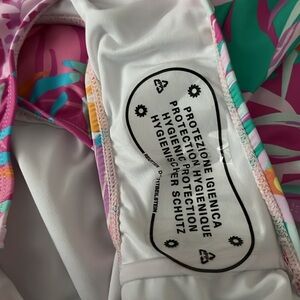 PROTEZIONE IGIENICA
PROTECTION HYGIENIQUE
HYGIENIC PROTECTION
HYGIENISCHER SCHUTZ